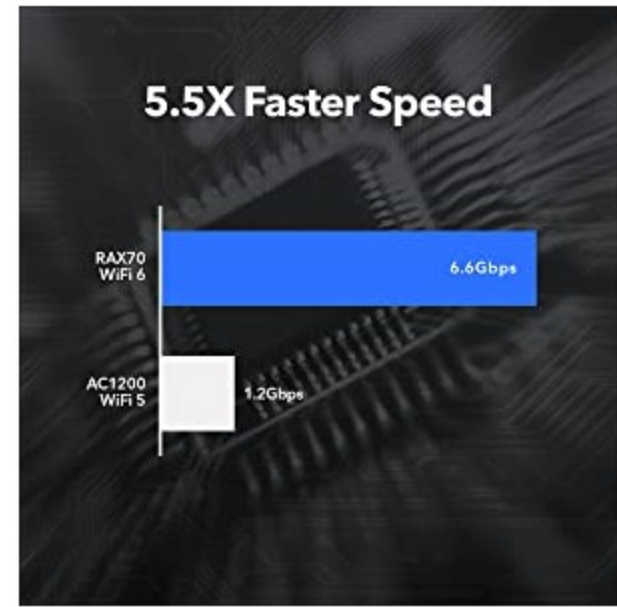 5.5X Faster Speed
RAX70
WiFi 6
6.6Gbps
AC1200
WiFi 5
1.2Gbps